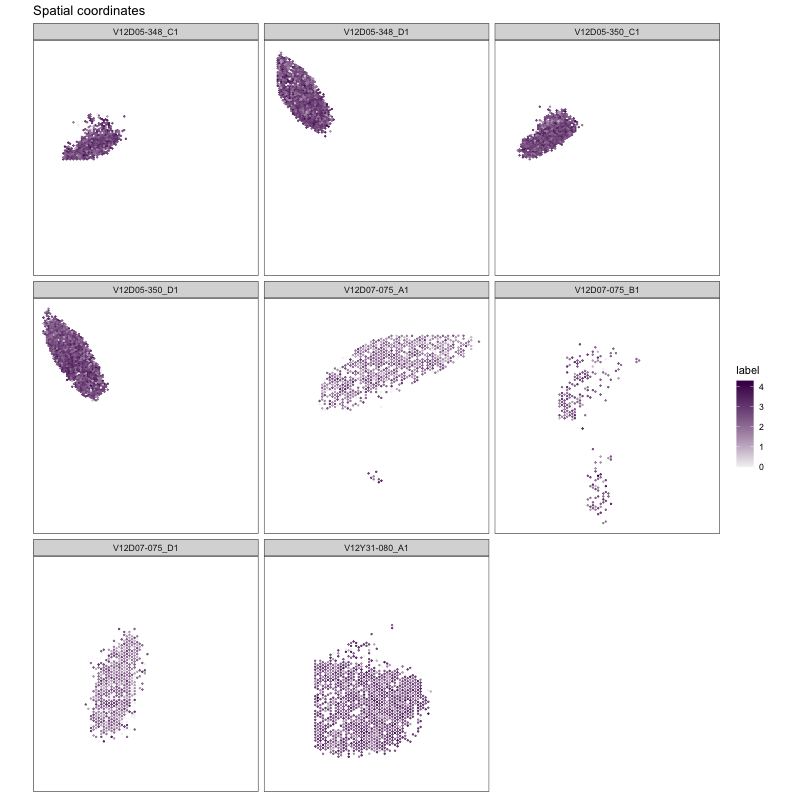 Spatial coordinates
V12D05-348_C1
V12D05-348_D1
V12D05-350_C1
V12D05-350_D1
V12D07-075_A1
V12D07-075_B1
label
4
3
2
1
0
V12D07-075_D1
V12Y31-080_A1